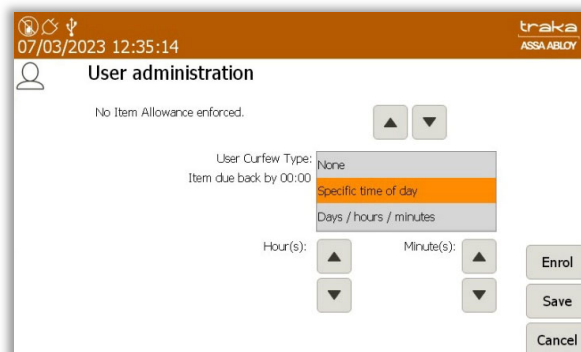 traka
07/03/2023 12:35:14
ASSA ABLOY
User administration
No Item Allowance enforced.
User Curfew Type:
None
Item due back by 00:00
Specific time of day
Days / hours / minutes
Hour(s):
Minute(s):
Enrol
Save
Cancel